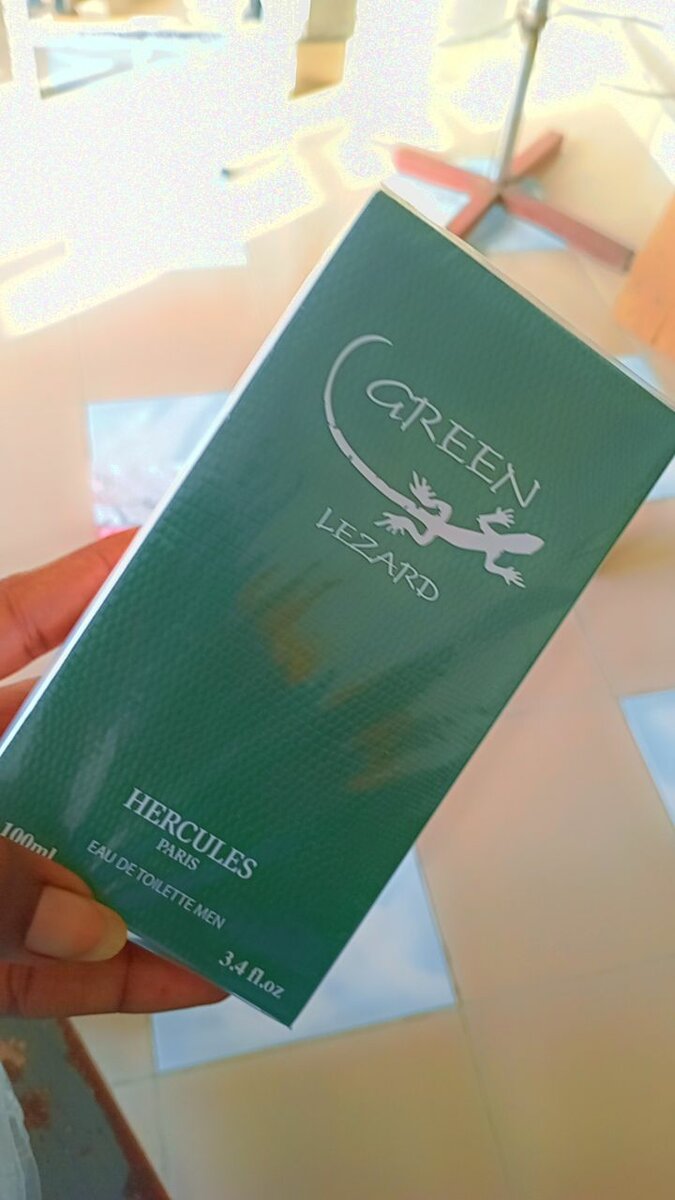 GREEN
LEZARD
HERCULES
PARIS
EAU DE TOILETTE MEN
100ml
3.4 fl.oz